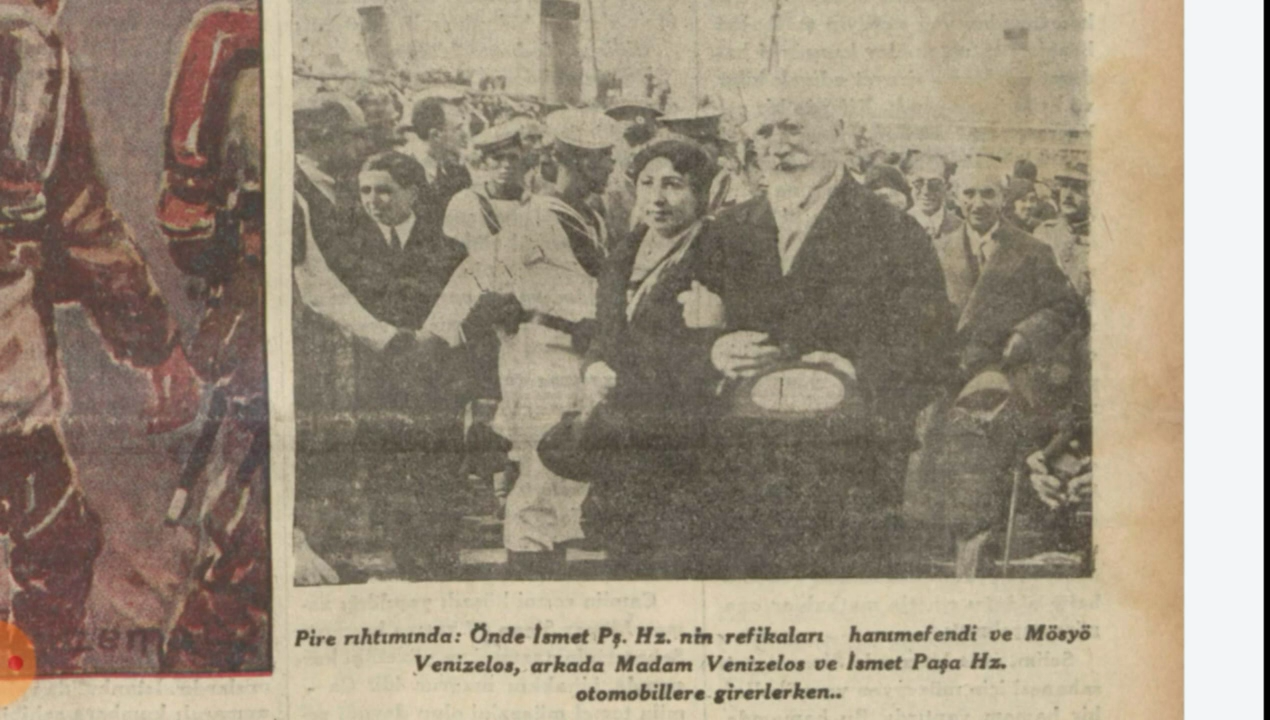 Pire rıhtımında: Önde İsmet Pş. Hz. nin refikaları hanımefendi ve Mösyö
Venizelos, arkada Madam Venizelos ve İsmet Paşa Hz.
otomobillere girerlerken..